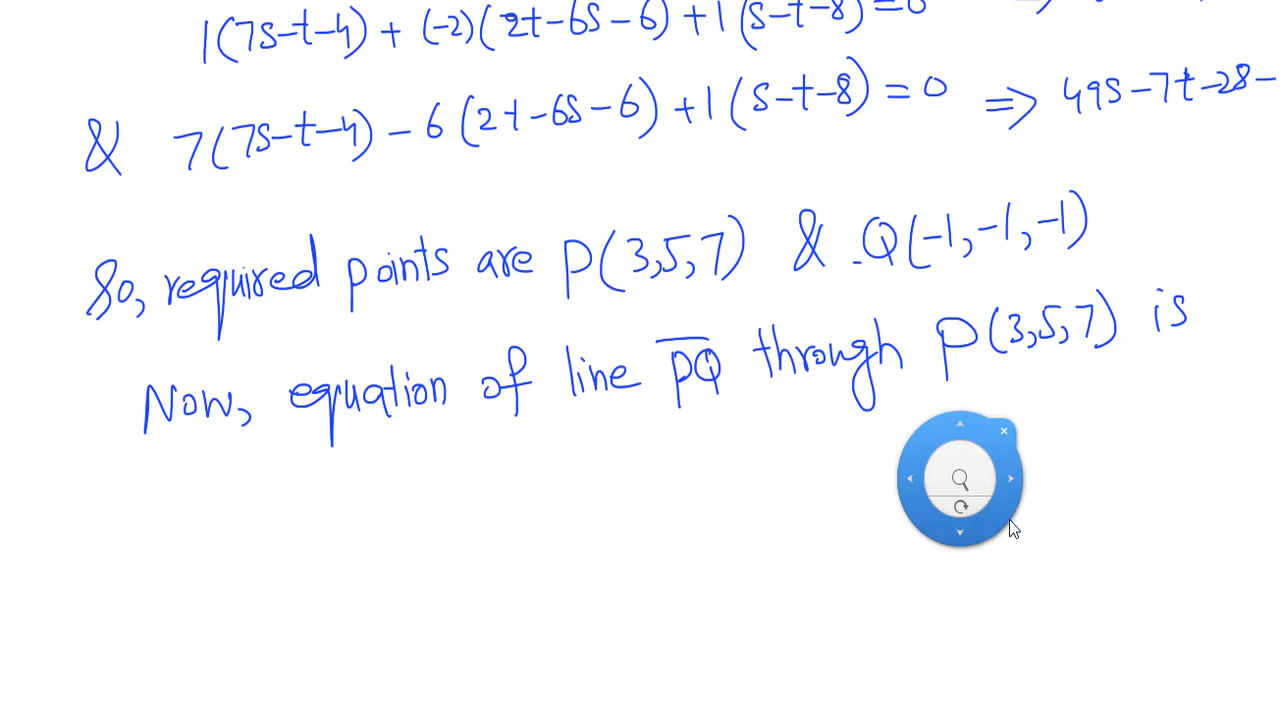 1(7s-t-4) + (-2)(2t-6s-6) + 1(s-t-8) = 0 ⇒
& 7(7s-t-4) - 6(2t-6s-6) + 1(s-t-8) = 0 ⇒ 49s-7t-28-
So, required points are P(3,5,7) & Q(-1,-1,-1)
Now, equation of line \overline{PQ} through P(3,5,7) is